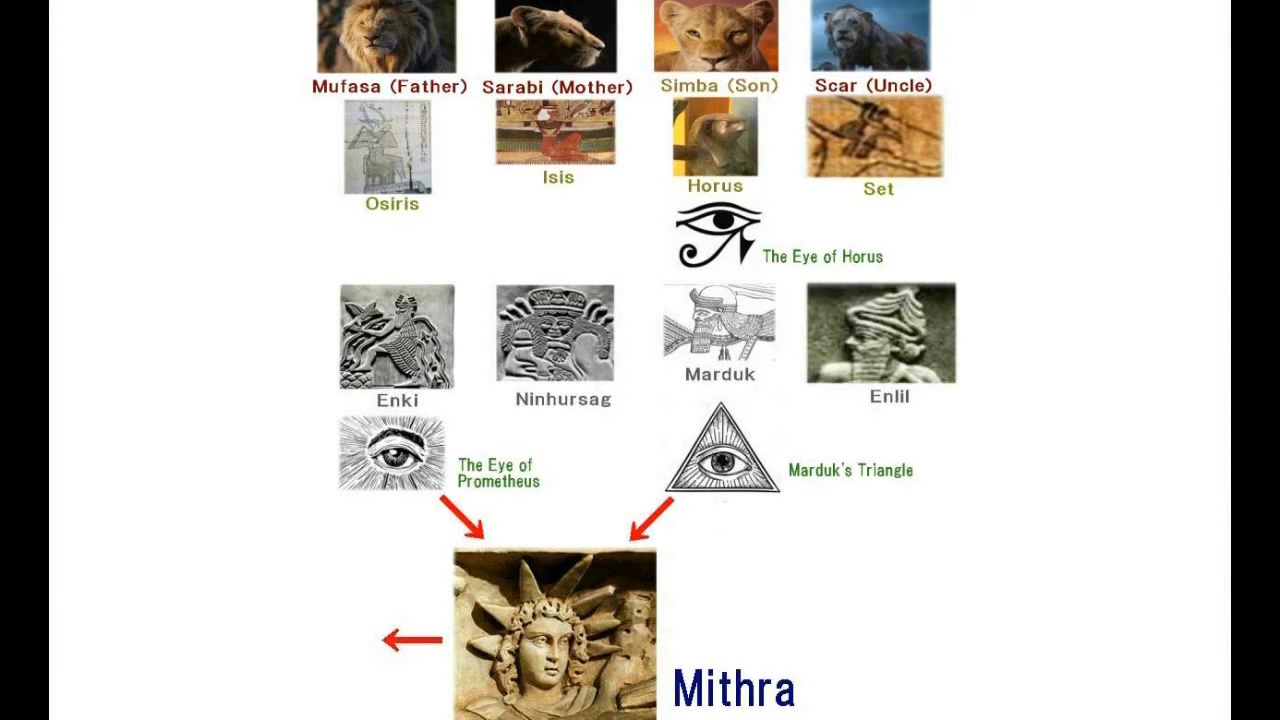 Mufasa (Father)
Sarabi (Mother)
Simba (Son)
Scar (Uncle)
Osiris
Isis
Horus
Set
The Eye of Horus
Enki
Ninhursag
Marduk
Enlil
The Eye of
Prometheus
Marduk's Triangle
Mithra